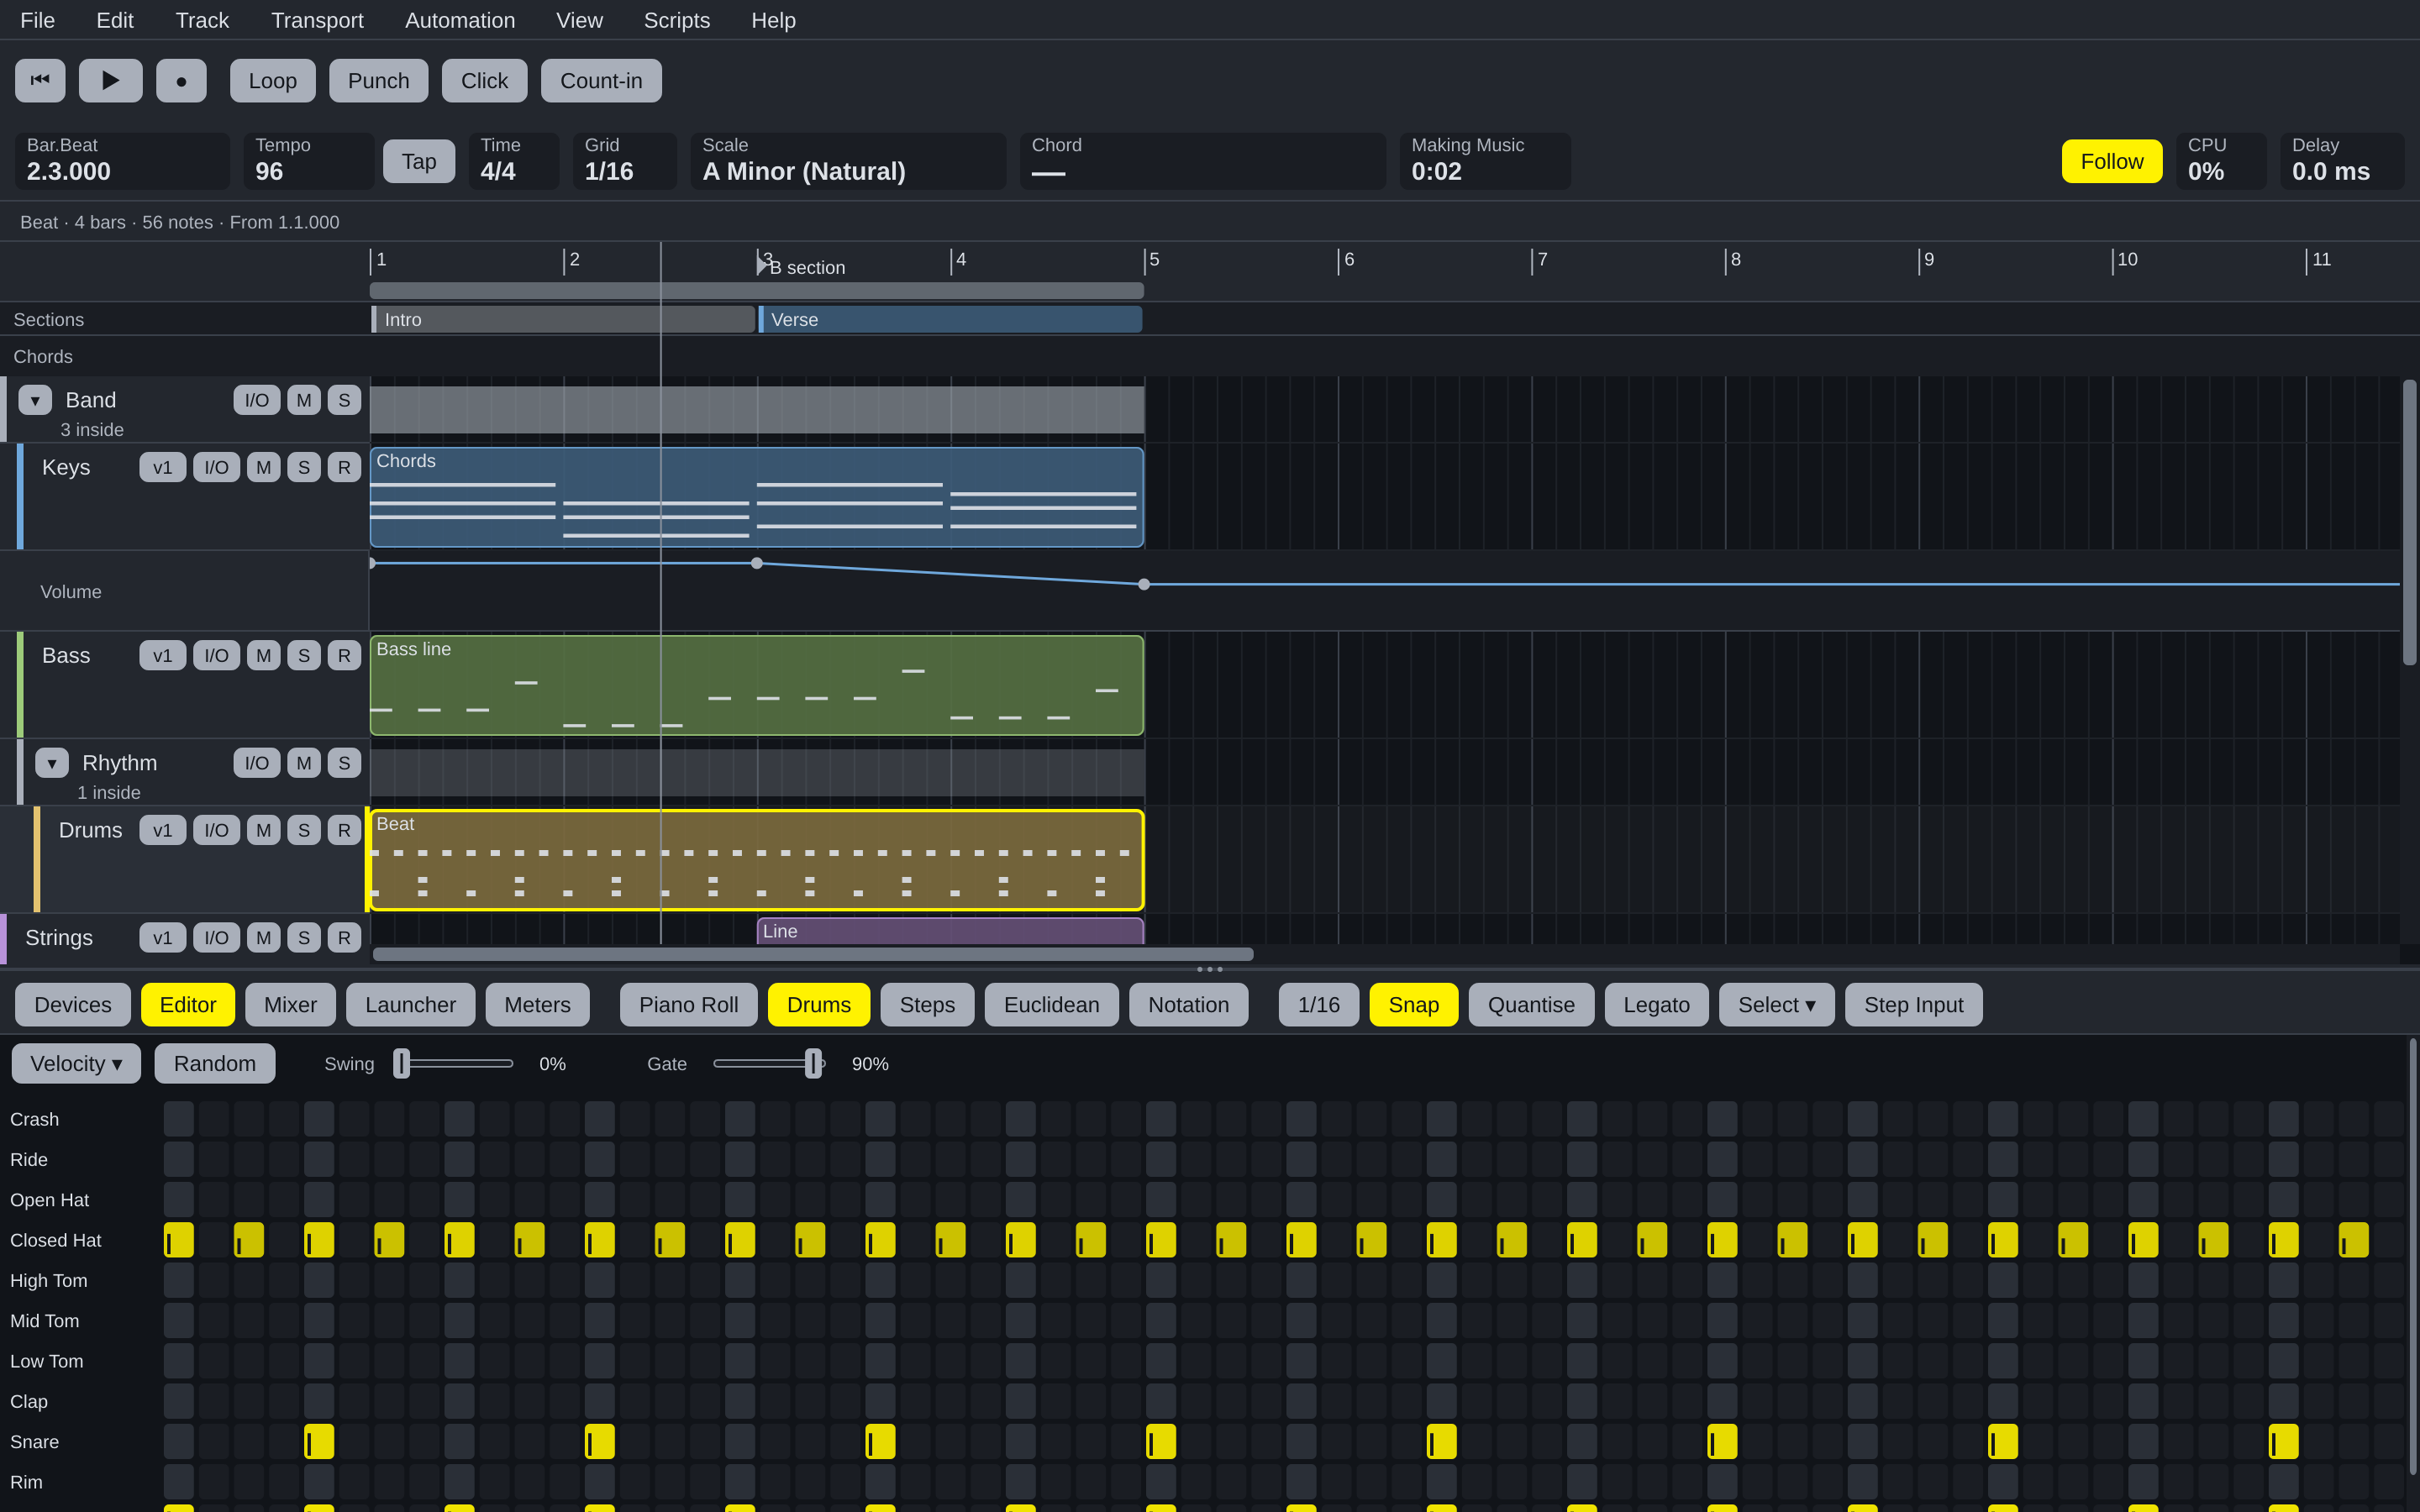 File Edit Track Transport Automation View Scripts Help
Loop Punch Click Count-in
Bar.Beat Tempo Time Grid Scale Chord Making Music CPU Delay
2.3.000 96 Tap 4/4 1/16 A Minor (Natural) — 0:02 Follow 0% 0.0 ms
Beat · 4 bars · 56 notes · From 1.1.000
1 2 3 4 5 6 7 8 9 10 11
B section
Sections Intro Verse
Chords
Band I/O M S
3 inside
Keys v1 I/O M S R Chords
Volume
Bass v1 I/O M S R Bass line
Rhythm I/O M S
1 inside
Drums v1 I/O M S R Beat
Strings v1 I/O M S R Line
Devices Editor Mixer Launcher Meters Piano Roll Drums Steps Euclidean Notation 1/16 Snap Quantise Legato Select ▾ Step Input
Velocity ▾ Random Swing 0% Gate 90%
Crash
Ride
Open Hat
Closed Hat
High Tom
Mid Tom
Low Tom
Clap
Snare
Rim